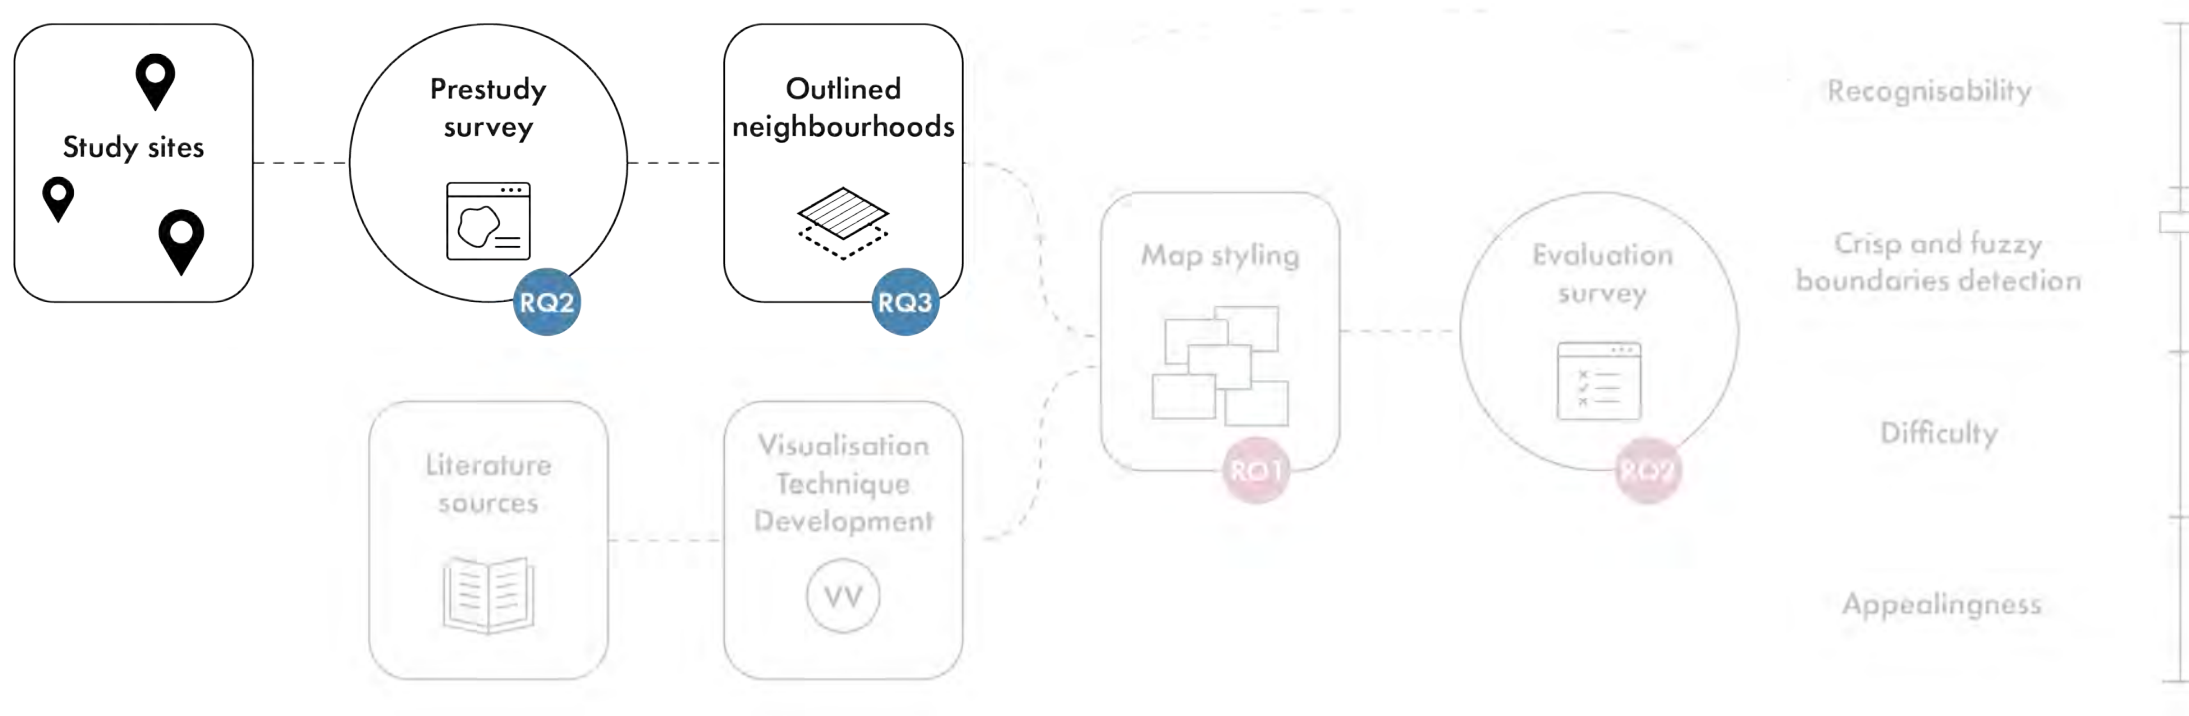 Study sites
Prestudy
survey
RQ2
Outlined
neighbourhoods
RQ3
Literature
sources
Visualisation
Technique
Development
VV
Map styling
RQ1
Evaluation
survey
RQ2
Recognisability
Crisp and fuzzy
boundaries detection
Difficulty
Appealingness